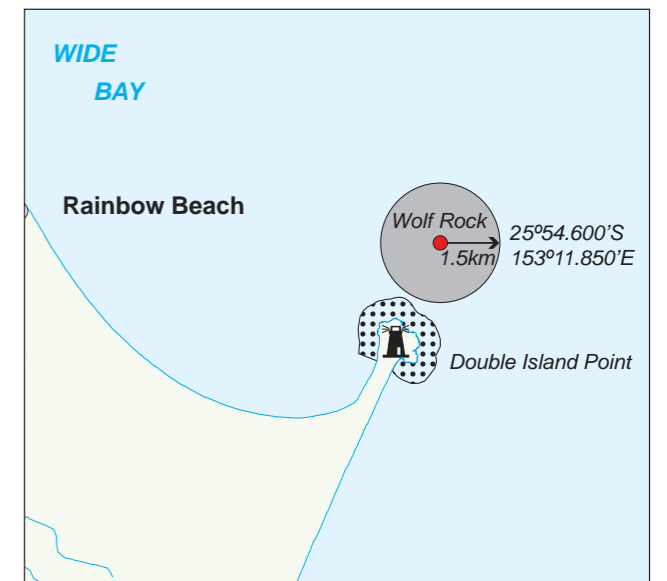 WIDE
BAY
Rainbow Beach
Wolf Rock
1.5km
25º54.600’S
153º11.850’E
Double Island Point